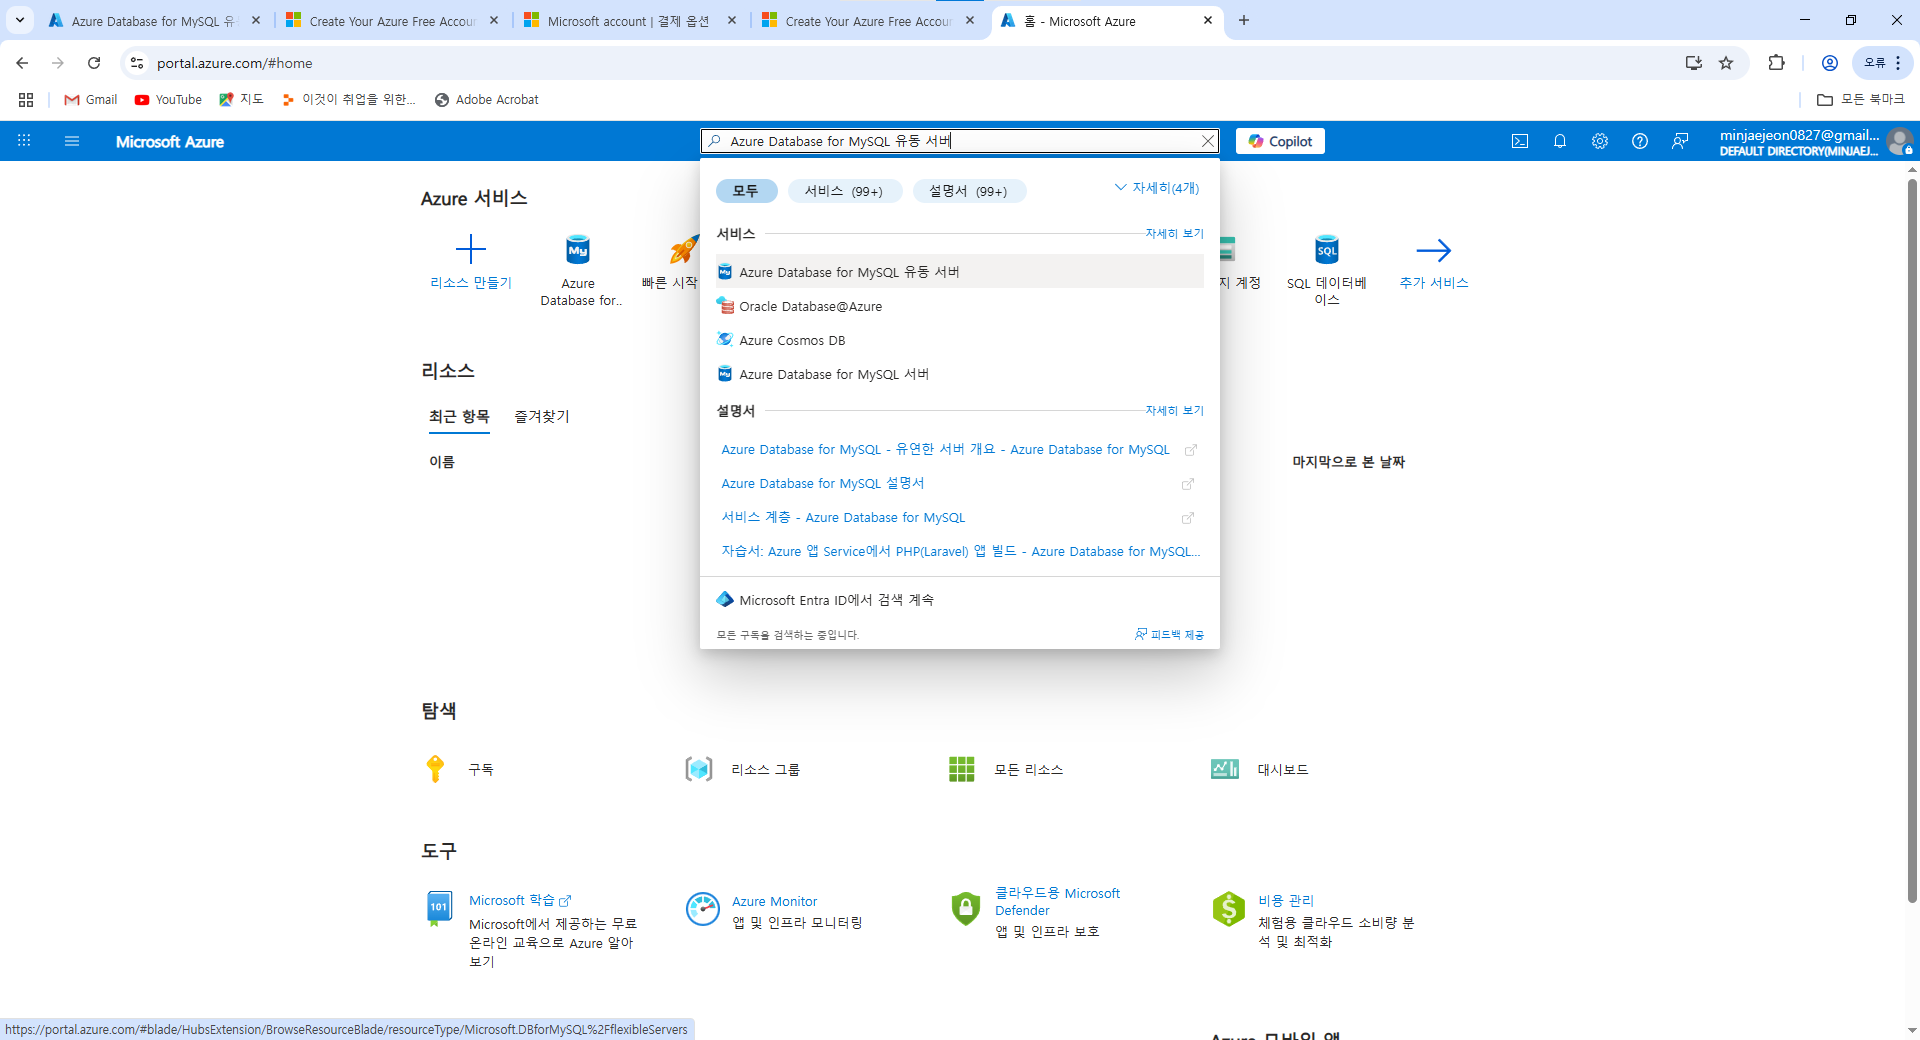 Azure Database for MySQL 유
Create Your Azure Free Accour
Microsoft account | 결제 옵션
Create Your Azure Free Accour
홈 - Microsoft Azure
portal.azure.com/#home
오류
Gmail
YouTube
지도
이것이 취업을 위한...
Adobe Acrobat
모든 북마크
Microsoft Azure
Azure Database for MySQL 유동 서버
Copilot
minjaejeon0827@gmail...
DEFAULT DIRECTORY(MINJAEJ...
모두
서비스 (99+)
설명서 (99+)
자세히(4개)
서비스
자세히 보기
Azure Database for MySQL 유동 서버
Oracle Database@Azure
Azure Cosmos DB
Azure Database for MySQL 서버
설명서
자세히 보기
Azure Database for MySQL - 유연한 서버 개요 - Azure Database for MySQL
Azure Database for MySQL 설명서
서비스 계층 - Azure Database for MySQL
자습서: Azure 앱 Service에서 PHP(Laravel) 앱 빌드 - Azure Database for MySQL...
Microsoft Entra ID에서 검색 계속
모든 구독을 검색하는 중입니다.
피드백 제공
Azure 서비스
My
SQL
리소스 만들기
Azure
Database for..
빠른 시작
지 계정
SQL 데이터베
이스
추가 서비스
리소스
최근 항목
즐겨찾기
이름
마지막으로 본 날짜
탐색
구독
리소스 그룹
모든 리소스
대시보드
도구
101
Microsoft 학습
Microsoft에서 제공하는 무료
온라인 교육으로 Azure 알아
보기
Azure Monitor
앱 및 인프라 모니터링
클라우드용 Microsoft
Defender
앱 및 인프라 보호
비용 관리
체험용 클라우드 소비량 분
석 및 최적화
https://portal.azure.com/#blade/HubsExtension/BrowseResourceBlade/resourceType/Microsoft.DBforMySQL%2FflexibleServers
Azure 모바일 앱